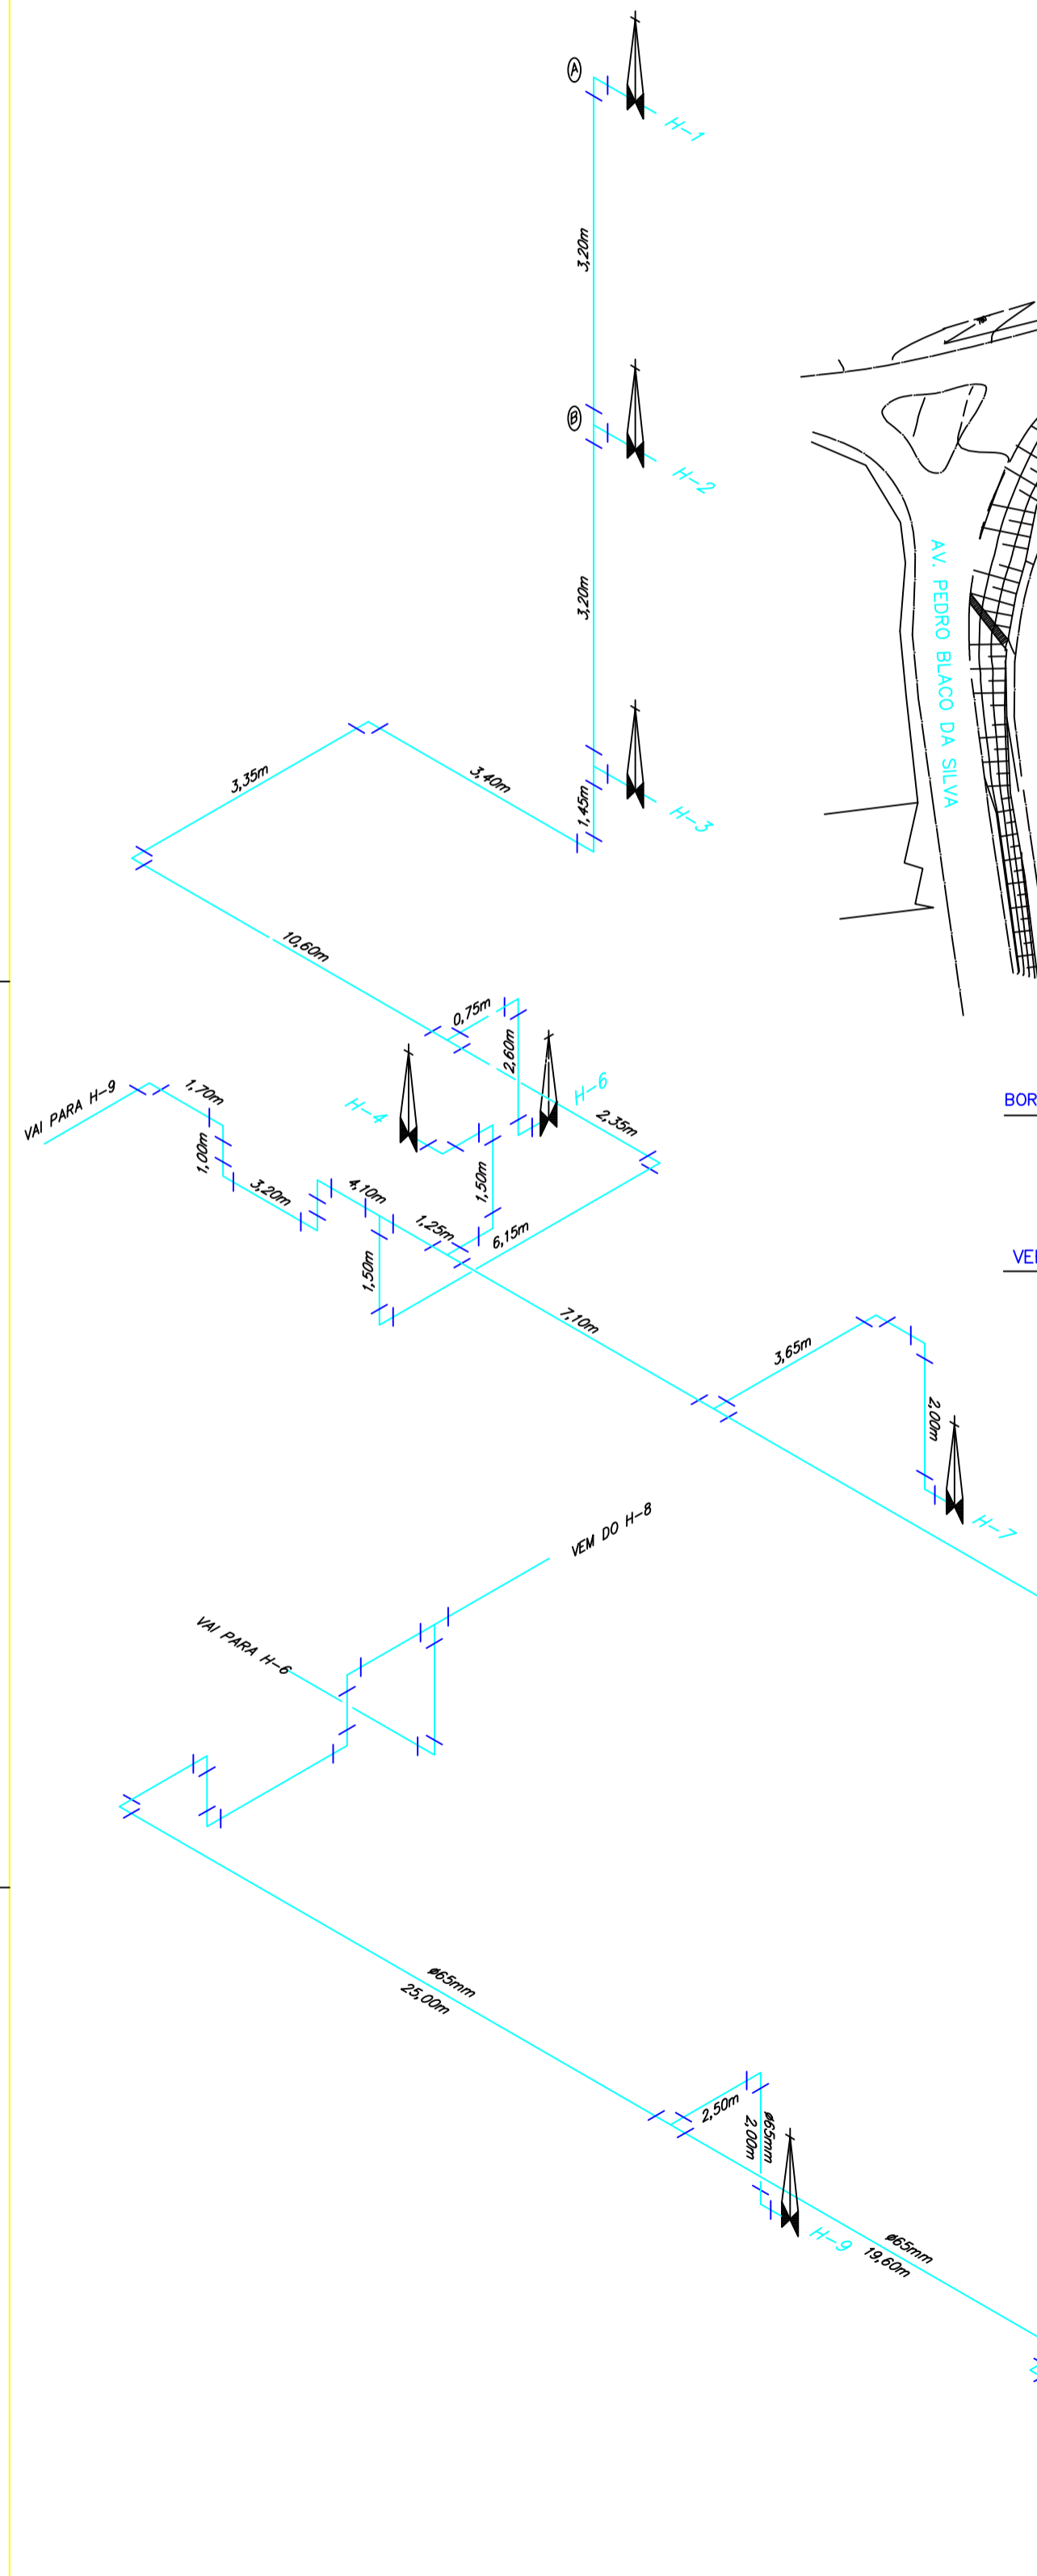 A
H-1
3,20m
B
H-2
3,20m
AV. PEDRO BLACO DA SILVA
3,35m
3,40m
1,45m
H-3
10,60m
0,75m
2,60m
H-6
H-4
2,35m
VAI PARA H-9
1,70m
1,00m
3,20m
4,10m
1,50m
1,25m
6,15m
1,50m
7,10m
3,65m
2,00m
H-7
VEM DO H-8
VAI PARA H-6
ø65mm
25,00m
2,50m
ø65mm
2,00m
H-9
ø65mm
19,60m